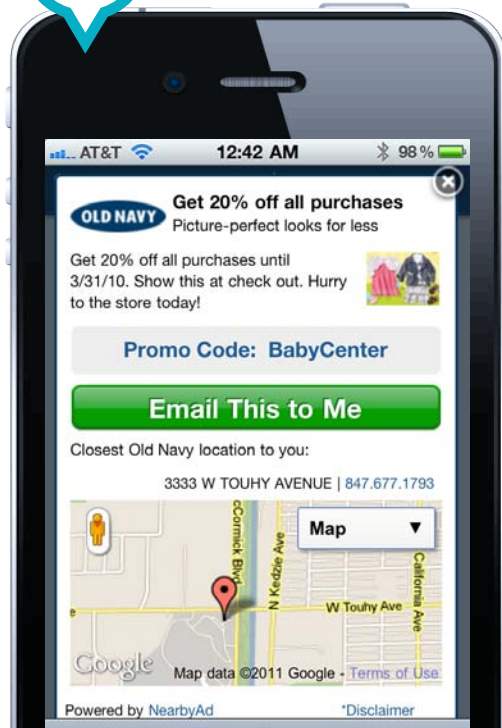 AT&T 12:42 AM 98%
OLD NAVY
Get 20% off all purchases
Picture-perfect looks for less
Get 20% off all purchases until
3/31/10. Show this at check out. Hurry
to the store today!
Promo Code: BabyCenter
Email This to Me
Closest Old Navy location to you:
3333 W TOUHY AVENUE | 847.677.1793
Map
cCormick Blvd
N Kedzie Ave
California Ave
W Touhy Ave
e
Google
Map data ©2011 Google - Terms of Use
Powered by NearbyAd
*Disclaimer